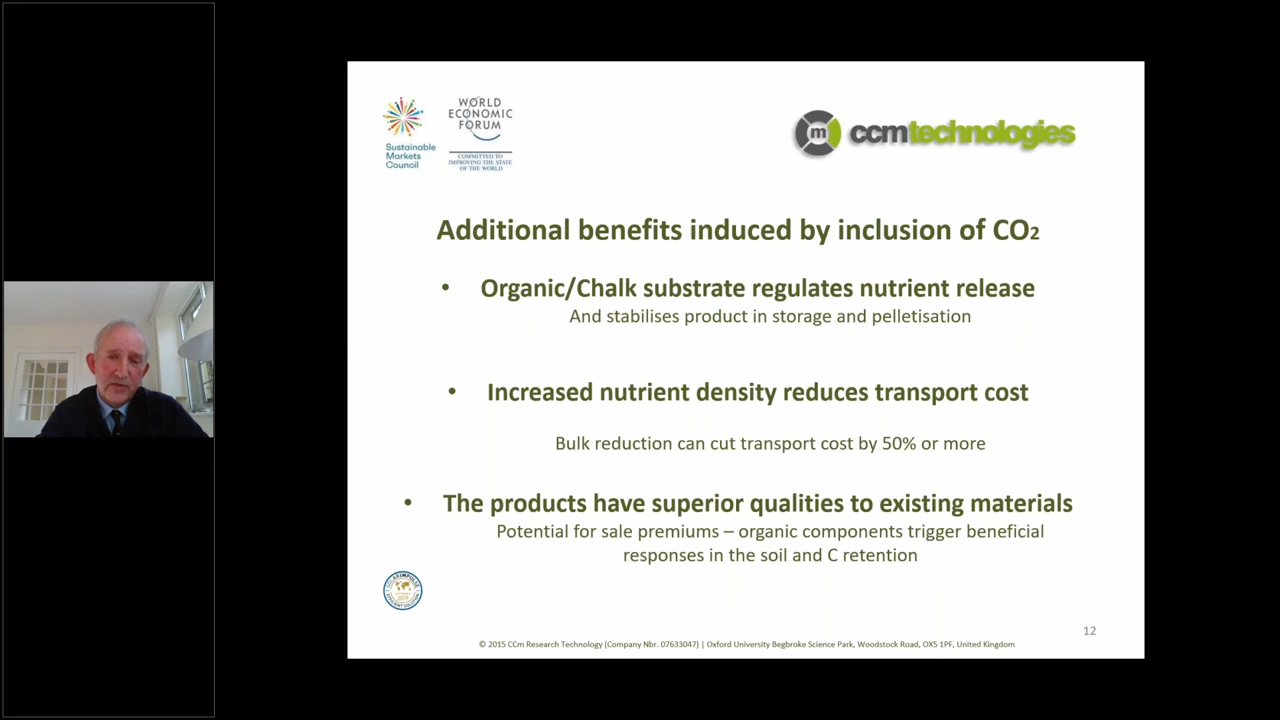 Sustainable
Markets
Council
WORLD
ECONOMIC
FORUM
COMMITTED TO
IMPROVING THE STATE
OF THE WORLD
m ccmtechnologies
Additional benefits induced by inclusion of CO2
• Organic/Chalk substrate regulates nutrient release
And stabilises product in storage and pelletisation
• Increased nutrient density reduces transport cost
Bulk reduction can cut transport cost by 50% or more
• The products have superior qualities to existing materials
Potential for sale premiums – organic components trigger beneficial
responses in the soil and C retention
SOLARIMPULSE
EFFICIENT SOLUTION
12
© 2015 CCm Research Technology (Company Nbr. 07633047) | Oxford University Begbroke Science Park, Woodstock Road, OX5 1PF, United Kingdom